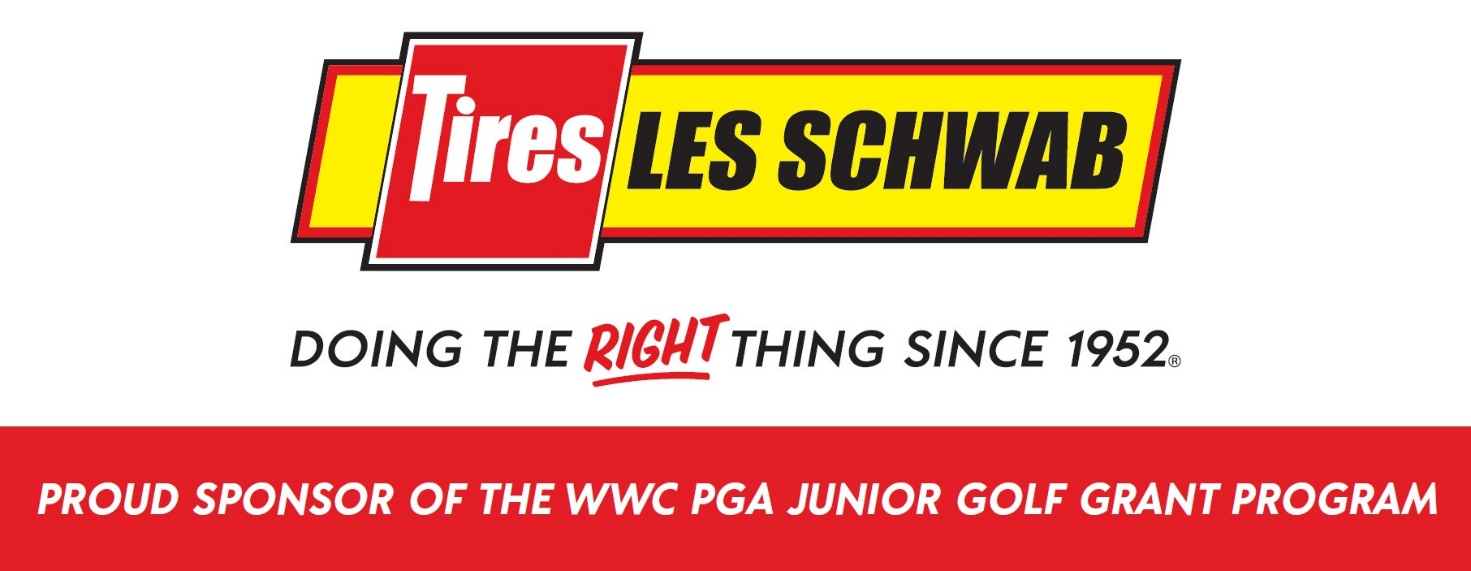 Tires LES SCHWAB
DOING THE RIGHT THING SINCE 1952®
PROUD SPONSOR OF THE WWC PGA JUNIOR GOLF GRANT PROGRAM